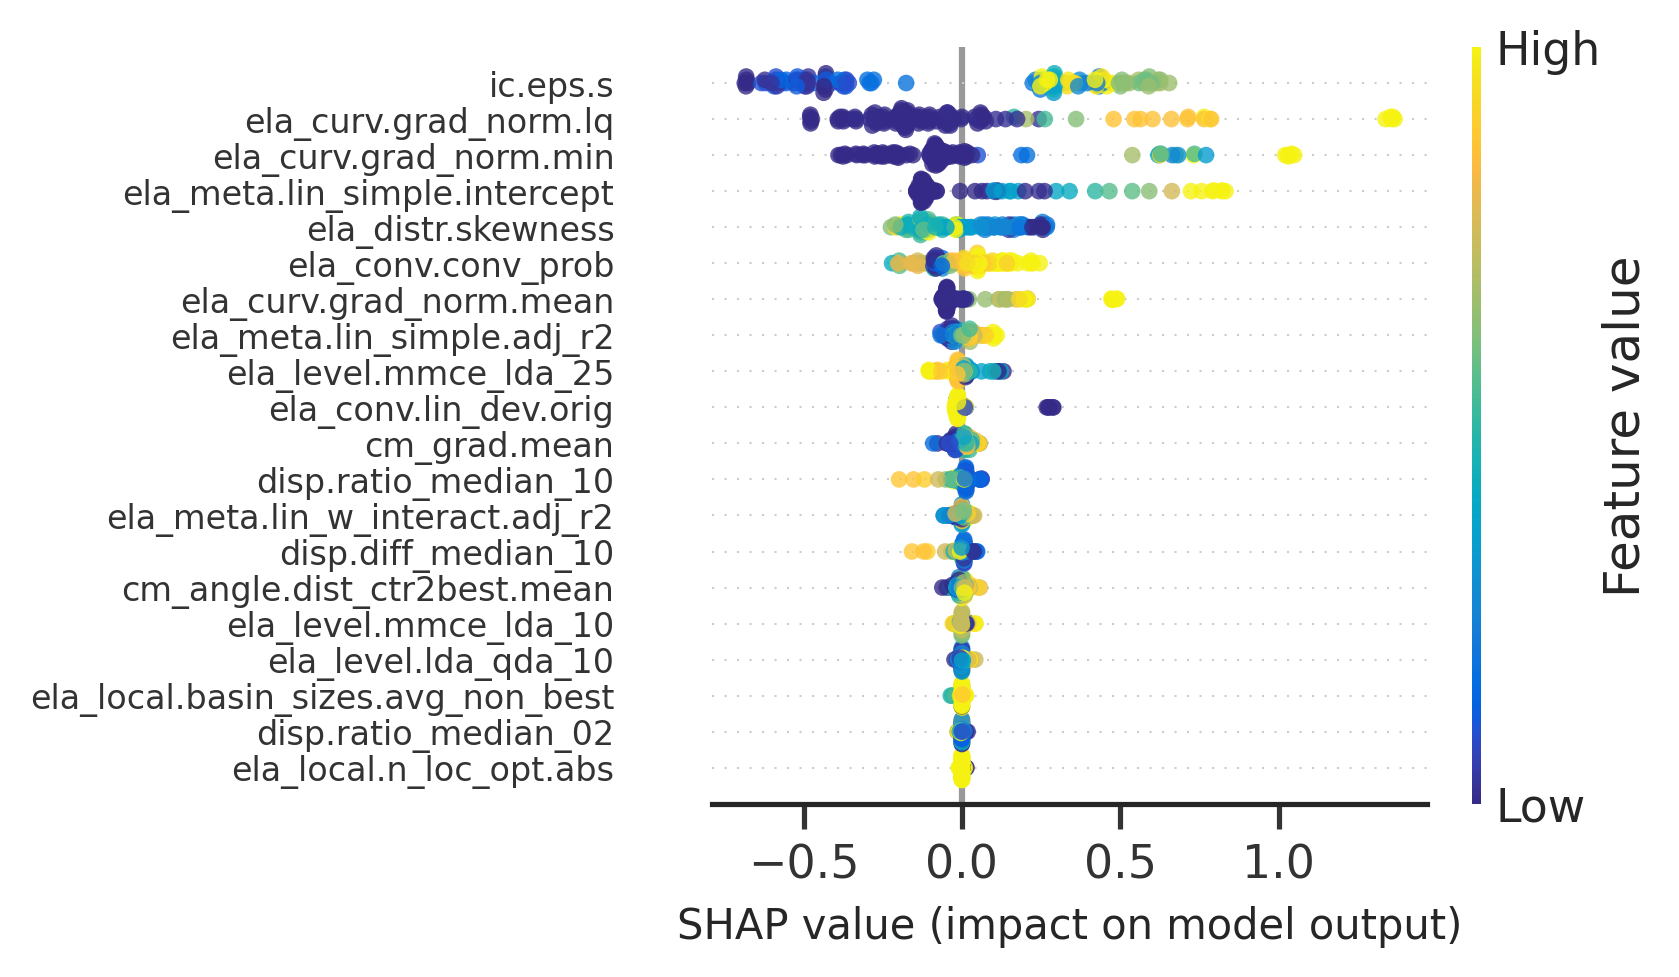 High
ic.eps.s
ela_curv.grad_norm.lq
ela_curv.grad_norm.min
ela_meta.lin_simple.intercept
ela_distr.skewness
ela_conv.conv_prob
ela_curv.grad_norm.mean
ela_meta.lin_simple.adj_r2
ela_level.mmce_lda_25
ela_conv.lin_dev.orig
cm_grad.mean
disp.ratio_median_10
ela_meta.lin_w_interact.adj_r2
disp.diff_median_10
cm_angle.dist_ctr2best.mean
ela_level.mmce_lda_10
ela_level.lda_qda_10
ela_local.basin_sizes.avg_non_best
disp.ratio_median_02
ela_local.n_loc_opt.abs
Feature value
Low
−0.5 0.0 0.5 1.0
SHAP value (impact on model output)